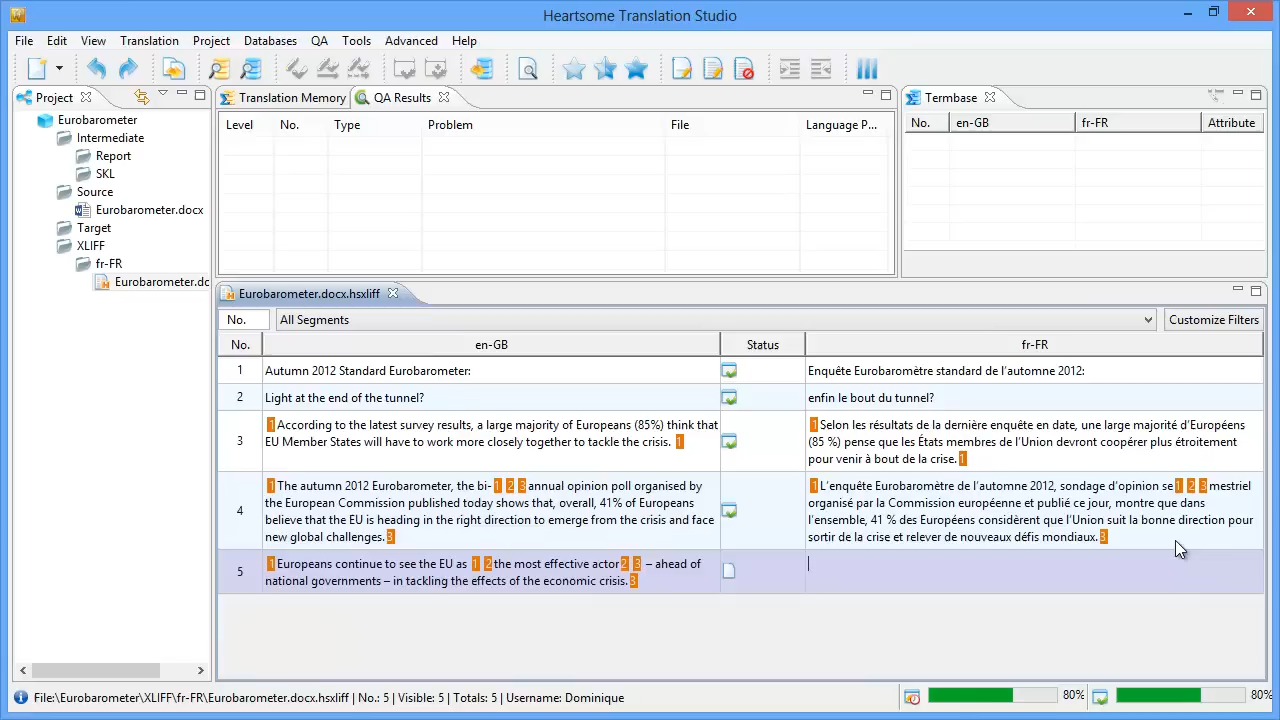 Heartsome Translation Studio
File Edit View Translation Project Databases QA Tools Advanced Help
Project
Translation Memory QA Results
Termbase
Level No. Type Problem File Language P...
No. en-GB fr-FR Attribute
Eurobarometer
Intermediate
Report
SKL
Source
Eurobarometer.docx
Target
XLIFF
fr-FR
Eurobarometer.dc
Eurobarometer.docx.hsxliff
No. All Segments Customize Filters
No. en-GB Status fr-FR
1 Autumn 2012 Standard Eurobarometer: Enquête Eurobaromètre standard de l’automne 2012:
2 Light at the end of the tunnel? enfin le bout du tunnel?
3
1 According to the latest survey results, a large majority of Europeans (85%) think that
EU Member States will have to work more closely together to tackle the crisis. 1
1 Selon les résultats de la dernière enquête en date, une large majorité d’Européens
(85 %) pense que les États membres de l’Union devront coopérer plus étroitement
pour venir à bout de la crise. 1
4
1 The autumn 2012 Eurobarometer, the bi- 1 2 3 annual opinion poll organised by
the European Commission published today shows that, overall, 41% of Europeans
believe that the EU is heading in the right direction to emerge from the crisis and face
new global challenges. 3
1 L’enquête Eurobaromètre de l’automne 2012, sondage d’opinion se 1 2 3 mestriel
organisé par la Commission européenne et publié ce jour, montre que dans
l’ensemble, 41 % des Européens considèrent que l’Union suit la bonne direction pour
sortir de la crise et relever de nouveaux défis mondiaux. 3
5
1 Europeans continue to see the EU as 1 2 the most effective actor 2 3 – ahead of
national governments – in tackling the effects of the economic crisis. 3
File:\Eurobarometer\XLIFF\fr-FR\Eurobarometer.docx.hsxliff | No.: 5 | Visible: 5 | Totals: 5 | Username: Dominique
80% 80%